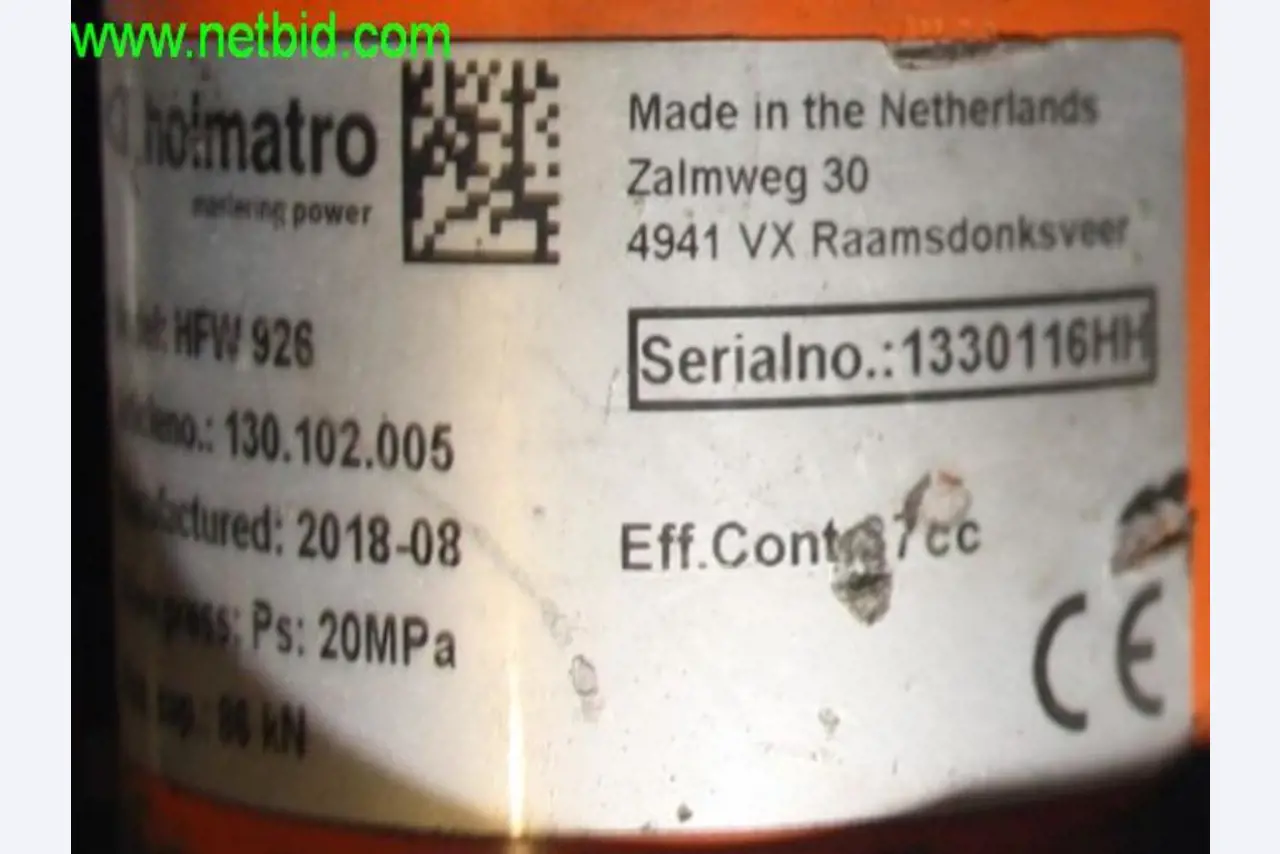 www.netbid.com
holmatro
mastering power
Made in the Netherlands
Zalmweg 30
4941 VX Raamsdonksveer
HFW 926
Serialno.:1330116HH
130.102.005
2018-08
Eff.Cont 7cc
Ps: 20MPa
kN
CE